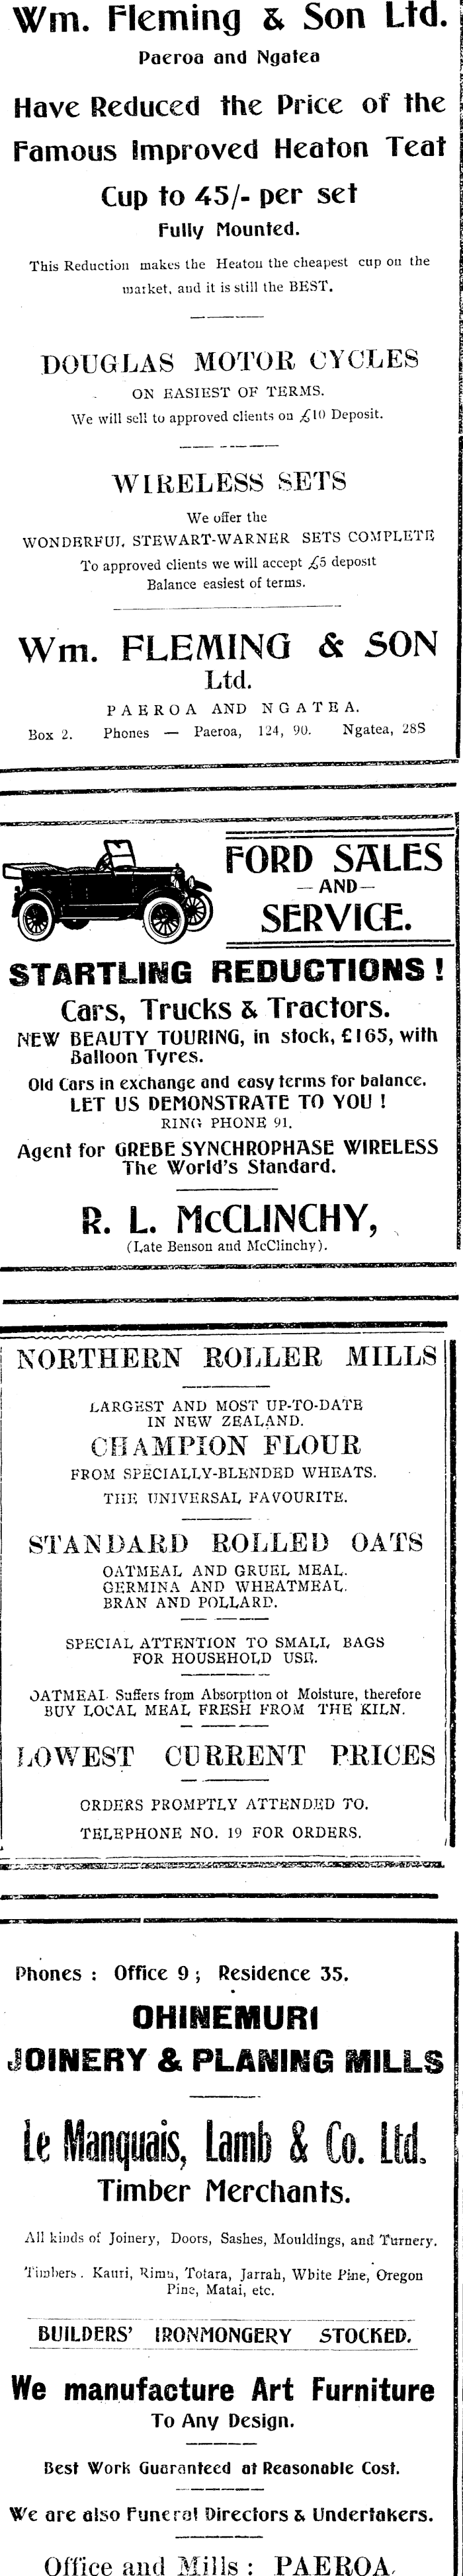 Wm. Fleming & Son Ltd.
Paeroa and Ngatea
Have Reduced the Price of the
Famous Improved Heaton Teat
Cup to 45/- per set
Fully Mounted.
This Reduction makes the Heaton the cheapest cup on the
market, and it is still the BEST.
DOUGLAS MOTOR CYCLES
ON EASIEST OF TERMS.
We will sell to approved clients on £10 Deposit.
WIRELESS SETS
We offer the
WONDERFUL STEWART-WARNER SETS COMPLETE
To approved clients we will accept £5 deposit
Balance easiest of terms.
Wm. FLEMING & SON
Ltd.
PAEROA AND NGATEA.
Box 2. Phones — Paeroa, 124, 90. Ngatea, 28S
FORD SALES
—AND—
SERVICE.
STARTLING REDUCTIONS!
Cars, Trucks & Tractors.
NEW BEAUTY TOURING, in stock, £165, with
Balloon Tyres.
Old Cars in exchange and easy terms for balance.
LET US DEMONSTRATE TO YOU!
RING PHONE 91.
Agent for GREBE SYNCHROPHASE WIRELESS
The World's Standard.
R. L. McCLINCHY,
(Late Benson and McClinchy).
NORTHERN ROLLER MILLS
LARGEST AND MOST UP-TO-DATE
IN NEW ZEALAND.
CHAMPION FLOUR
FROM SPECIALLY-BLENDED WHEATS.
THE UNIVERSAL FAVOURITE.
STANDARD ROLLED OATS
OATMEAL AND GRUEL MEAL.
GERMINA AND WHEATMEAL.
BRAN AND POLLARD.
SPECIAL ATTENTION TO SMALL BAGS
FOR HOUSEHOLD USE.
OATMEAL Suffers from Absorption ot Moisture, therefore
BUY LOCAL MEAL FRESH FROM THE KILN.
LOWEST CURRENT PRICES
ORDERS PROMPTLY ATTENDED TO.
TELEPHONE NO. 19 FOR ORDERS.
Phones : Office 9 ; Residence 35.
OHINEMURI
JOINERY & PLANING MILLS
Le Manquais, Lamb & Co. Ltd.
Timber Merchants.
All kinds of Joinery, Doors, Sashes, Mouldings, and Turnery.
Timbers. Kauri, Rimu, Totara, Jarrah, White Pine, Oregon
Pine, Matai, etc.
BUILDERS' IRONMONGERY STOCKED.
We manufacture Art Furniture
To Any Design.
Best Work Guaranteed at Reasonable Cost.
We are also Funeral Directors & Undertakers.
Office and Mills : PAEROA.